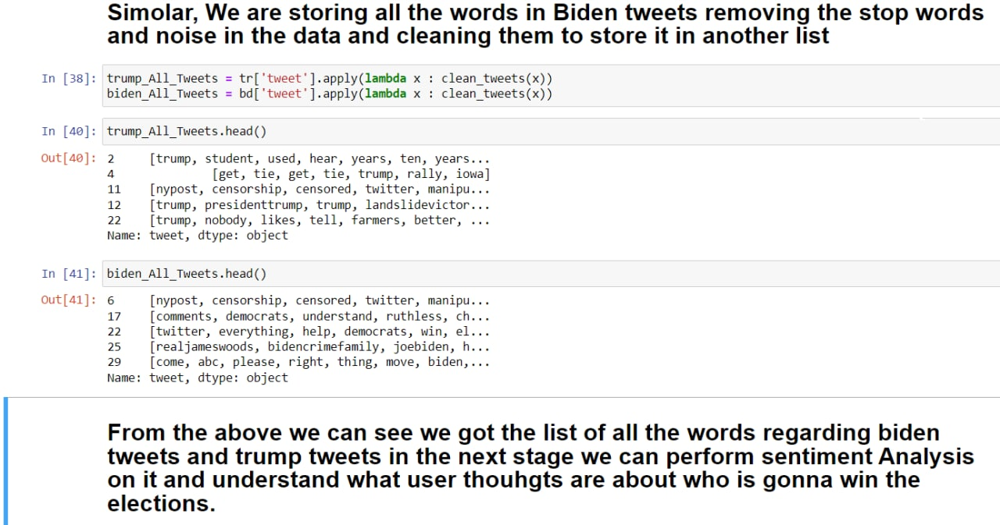 Simolar, We are storing all the words in Biden tweets removing the stop words
and noise in the data and cleaning them to store it in another list
In [38]: trump_All_Tweets = tr['tweet'].apply(lambda x : clean_tweets(x))
biden_All_Tweets = bd['tweet'].apply(lambda x : clean_tweets(x))
In [40]: trump_All_Tweets.head()
Out[40]: 2 [trump, student, used, hear, years, ten, years...
4 [get, tie, get, tie, trump, rally, iowa]
11 [nypost, censorship, censored, twitter, manipu...
12 [trump, presidenttrump, trump, landslidevictor...
22 [trump, nobody, likes, tell, farmers, better, ...
Name: tweet, dtype: object
In [41]: biden_All_Tweets.head()
Out[41]: 6 [nypost, censorship, censored, twitter, manipu...
17 [comments, democrats, understand, ruthless, ch...
22 [twitter, everything, help, democrats, win, el...
25 [realjameswoods, bidencrimefamily, joebiden, h...
29 [come, abc, please, right, thing, move, biden,...
Name: tweet, dtype: object
From the above we can see we got the list of all the words regarding biden
tweets and trump tweets in the next stage we can perform sentiment Analysis
on it and understand what user thouhgts are about who is gonna win the
elections.